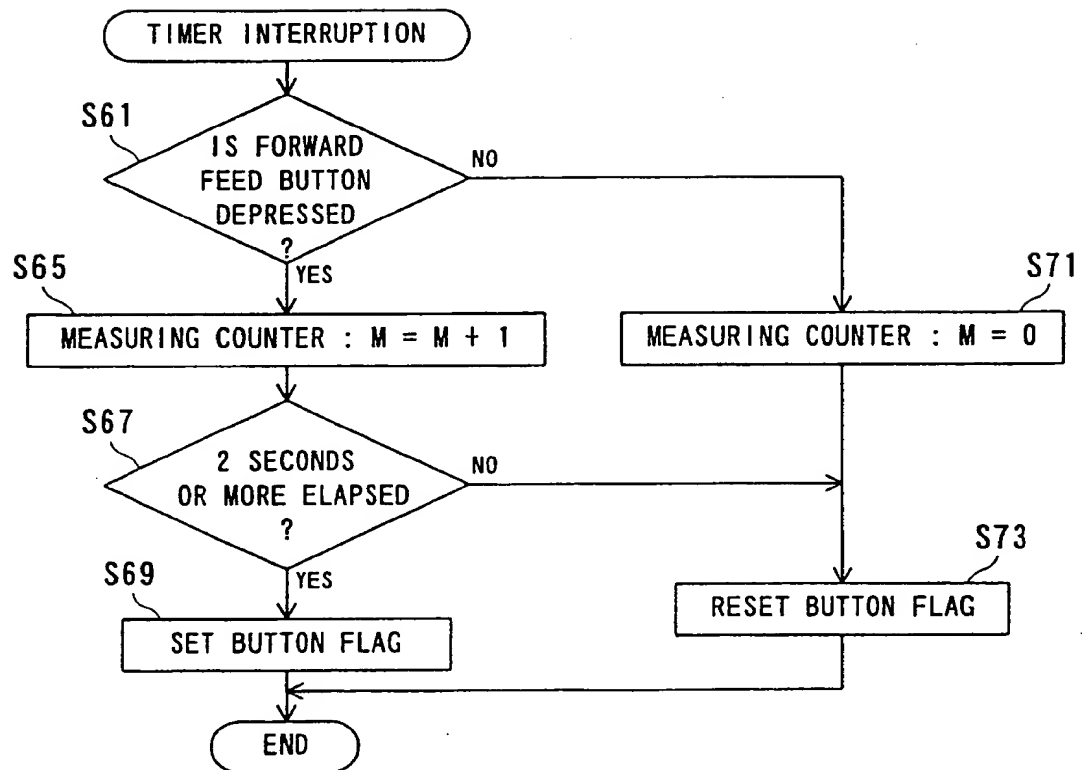 TIMER INTERRUPTION
S61
IS FORWARD
FEED BUTTON
DEPRESSED
?
NO
YES
S65
MEASURING COUNTER : M = M + 1
S71
MEASURING COUNTER : M = 0
S67
2 SECONDS
OR MORE ELAPSED
?
NO
YES
S69
SET BUTTON FLAG
S73
RESET BUTTON FLAG
END